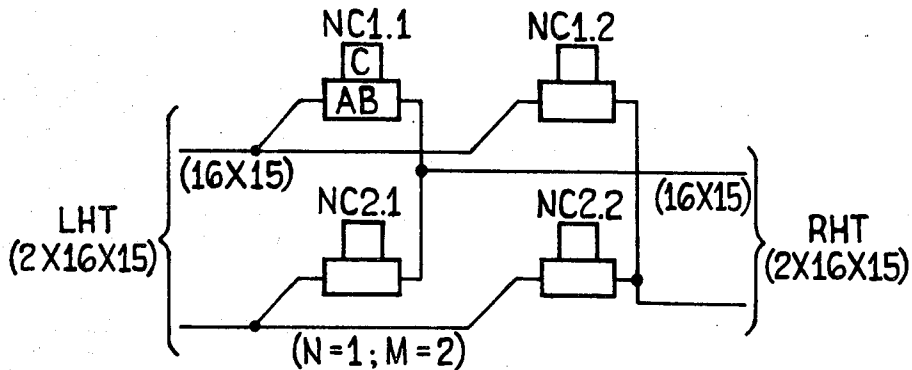 NC1.1
NC1.2
C
AB
(16X15)
(16X15)
NC2.1
NC2.2
LHT
(2X16X15)
RHT
(2X16X15)
(N=1; M=2)